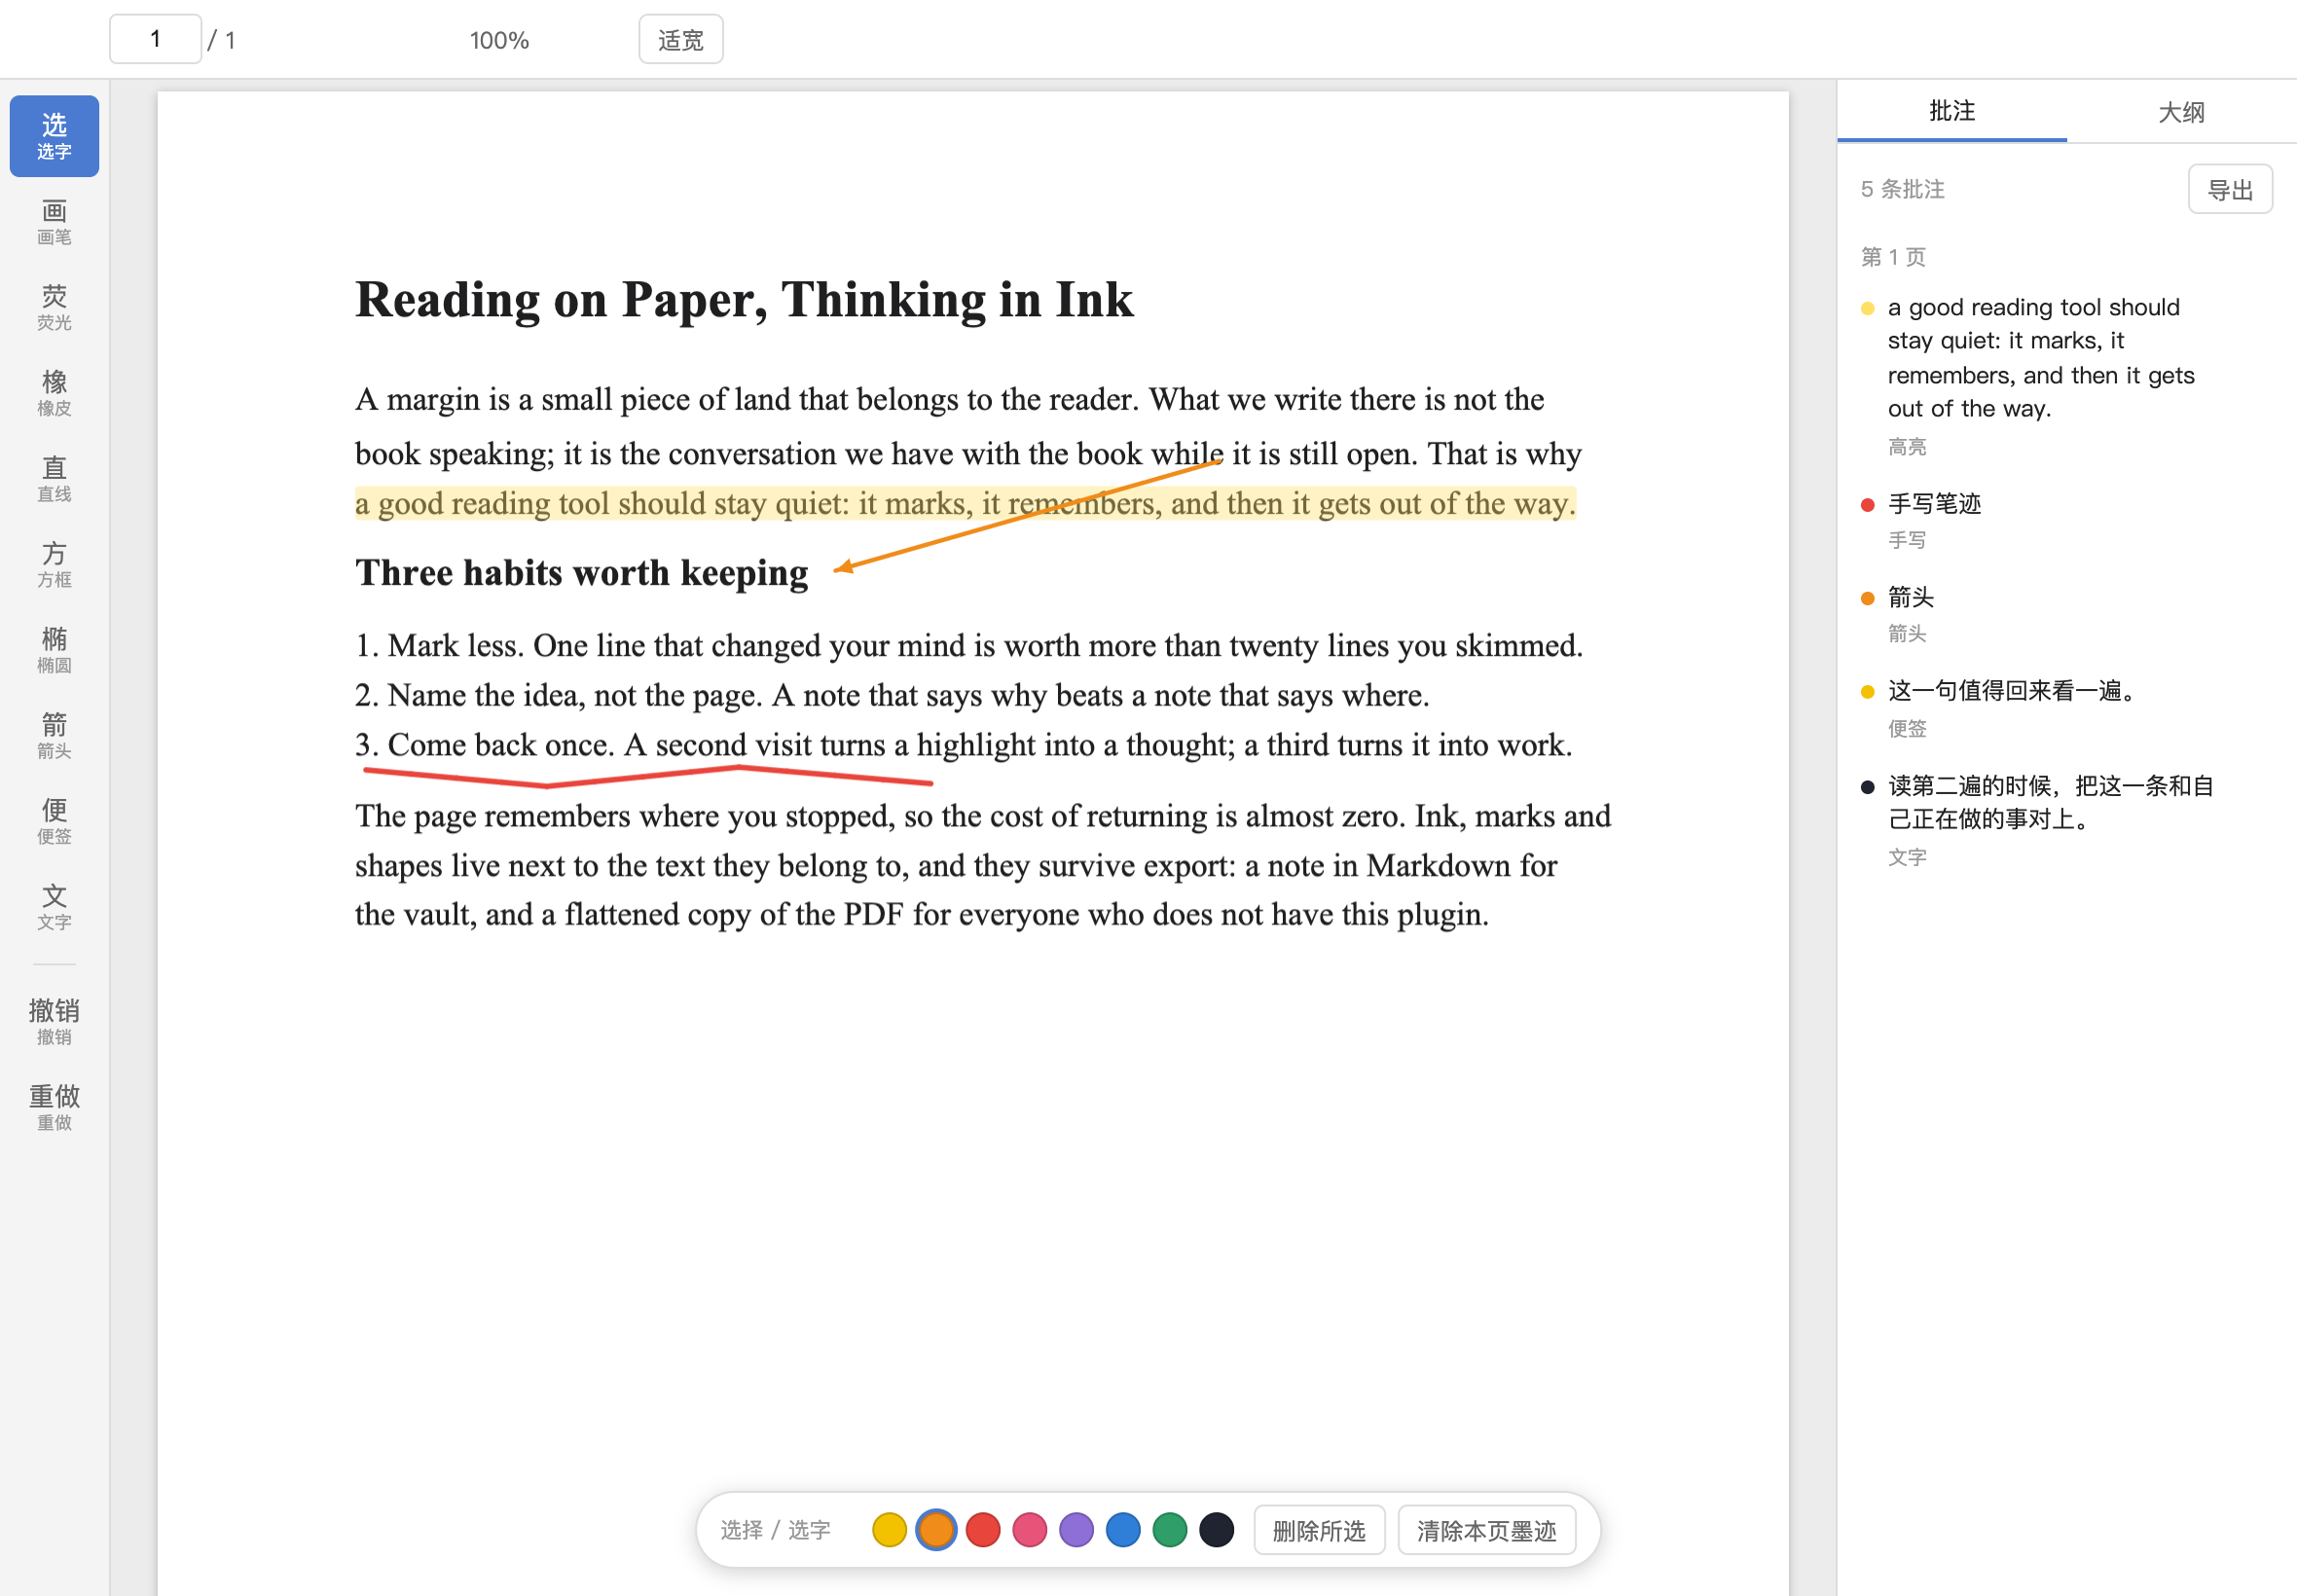 1 / 1
100%
适宽
选
选字
画
画笔
荧
荧光
橡
橡皮
直
直线
方
方框
椭
椭圆
箭
箭头
便
便签
文
文字
撤销
撤销
重做
重做
Reading on Paper, Thinking in Ink
A margin is a small piece of land that belongs to the reader. What we write there is not the
book speaking; it is the conversation we have with the book while it is still open. That is why
a good reading tool should stay quiet: it marks, it remembers, and then it gets out of the way.
Three habits worth keeping
1. Mark less. One line that changed your mind is worth more than twenty lines you skimmed.
2. Name the idea, not the page. A note that says why beats a note that says where.
3. Come back once. A second visit turns a highlight into a thought; a third turns it into work.
The page remembers where you stopped, so the cost of returning is almost zero. Ink, marks and
shapes live next to the text they belong to, and they survive export: a note in Markdown for
the vault, and a flattened copy of the PDF for everyone who does not have this plugin.
选择 / 选字
删除所选
清除本页墨迹
批注
大纲
5 条批注
导出
第 1 页
a good reading tool should
stay quiet: it marks, it
remembers, and then it gets
out of the way.
高亮
手写笔迹
手写
箭头
箭头
这一句值得回来看一遍。
便签
读第二遍的时候，把这一条和自
己正在做的事对上。
文字